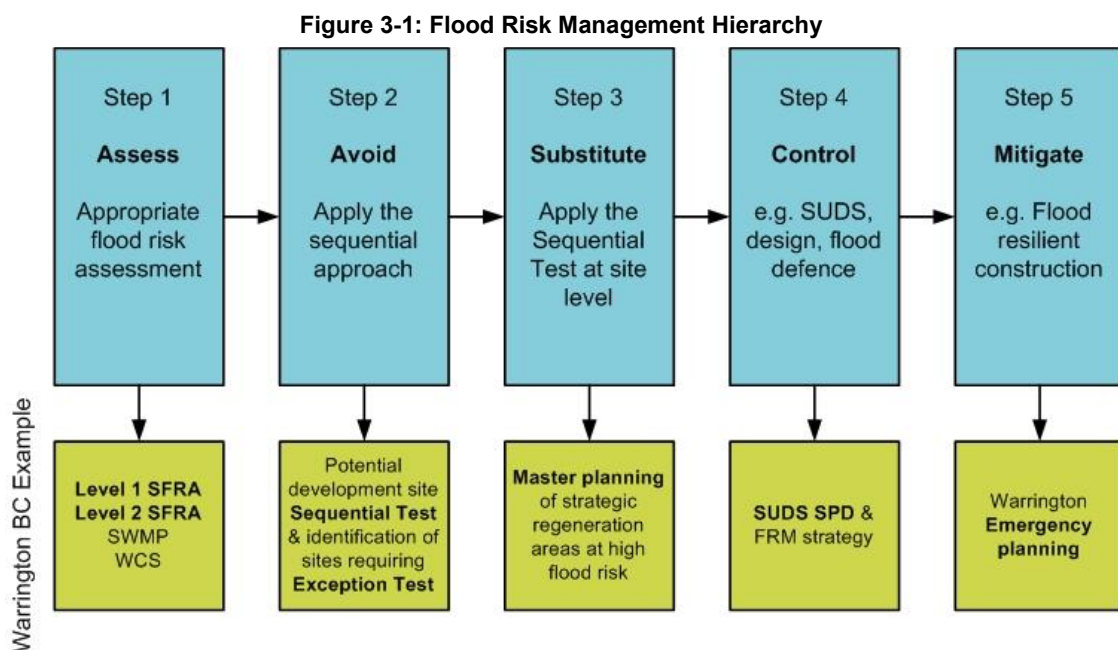 Figure 3-1: Flood Risk Management Hierarchy
Step 1
Assess
Appropriate
flood risk
assessment
Step 2
Avoid
Apply the
sequential
approach
Step 3
Substitute
Apply the
Sequential
Test at site
level
Step 4
Control
e.g. SUDS,
design, flood
defence
Step 5
Mitigate
e.g. Flood
resilient
construction
Warrington BC Example
Level 1 SFRA
Level 2 SFRA
SWMP
WCS
Potential
development site
Sequential Test
& identification of
sites requiring
Exception Test
Master planning
of strategic
regeneration
areas at high
flood risk
SUDS SPD &
FRM strategy
Warrington
Emergency
planning